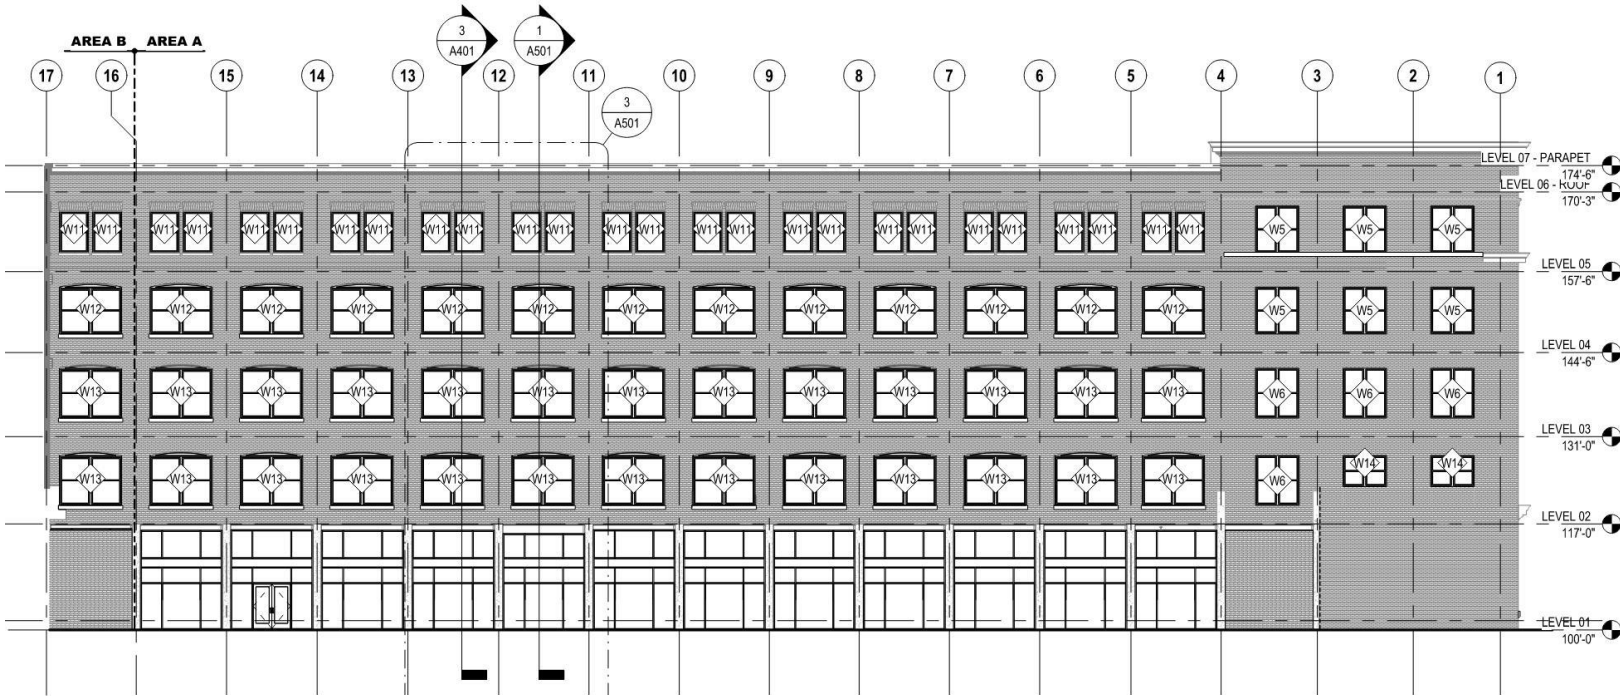 3
A401
1
A501
AREA B AREA A
17 16 15 14 13 12 11 10 9 8 7 6 5 4 3 2 1
3
A501
LEVEL 07 - PARAPET
174'-6"
LEVEL 06 - ROOF
170'-3"
W11 W11 W11 W11 W11 W11 W11 W11 W11 W11 W11 W11 W11 W11 W11 W11 W11 W11 W11 W11 W11 W11 W11 W11 W11 W11 W5 W5 W5
LEVEL 05
157'-6"
W12 W12 W12 W12 W12 W12 W12 W12 W12 W12 W12 W12 W12 W5 W5 W5
LEVEL 04
144'-6"
W13 W13 W13 W13 W13 W13 W13 W13 W13 W13 W13 W13 W13 W6 W6 W6
LEVEL 03
131'-0"
W13 W13 W13 W13 W13 W13 W13 W13 W13 W13 W13 W13 W13 W6 W14 W14
LEVEL 02
117'-0"
LEVEL 01
100'-0"